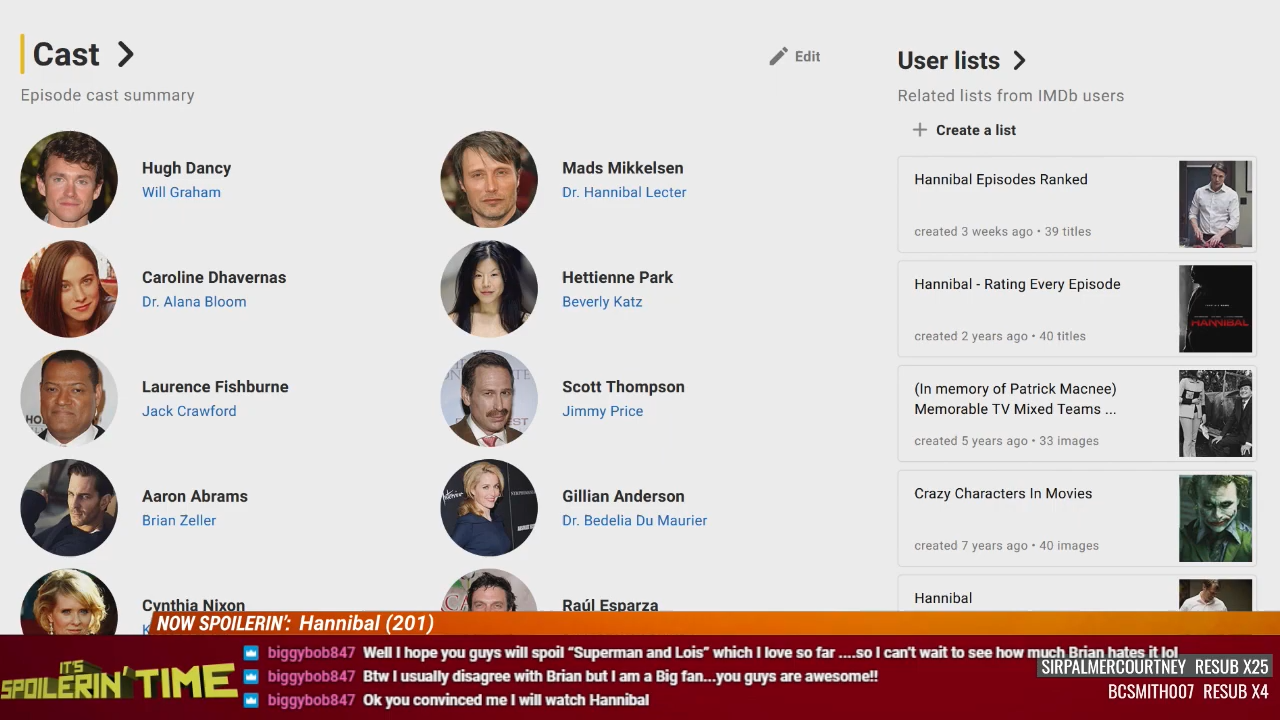 Cast
Edit
Episode cast summary
Hugh Dancy
Will Graham
Mads Mikkelsen
Dr. Hannibal Lecter
Caroline Dhavernas
Dr. Alana Bloom
Hettienne Park
Beverly Katz
Laurence Fishburne
Jack Crawford
Scott Thompson
Jimmy Price
Aaron Abrams
Brian Zeller
Gillian Anderson
Dr. Bedelia Du Maurier
Cynthia Nixon
Raúl Esparza
User lists
Related lists from IMDb users
Create a list
Hannibal Episodes Ranked
created 3 weeks ago • 39 titles
Hannibal - Rating Every Episode
created 2 years ago • 40 titles
HANNIBAL
(In memory of Patrick Macnee)
Memorable TV Mixed Teams ...
created 5 years ago • 33 images
Crazy Characters In Movies
created 7 years ago • 40 images
Hannibal
NOW SPOILERIN': Hannibal (201)
IT'S
SPOILERIN' TIME
biggybob847 Well I hope you guys will spoil “Superman and Lois” which I love so far ....so I can't wait to see how much Brian hates it lol
biggybob847 Btw I usually disagree with Brian but I am a Big fan...you guys are awesome!!
biggybob847 Ok you convinced me I will watch Hannibal
SIRPALMERCOURTNEY RESUB X25
BCSMITH007 RESUB X4